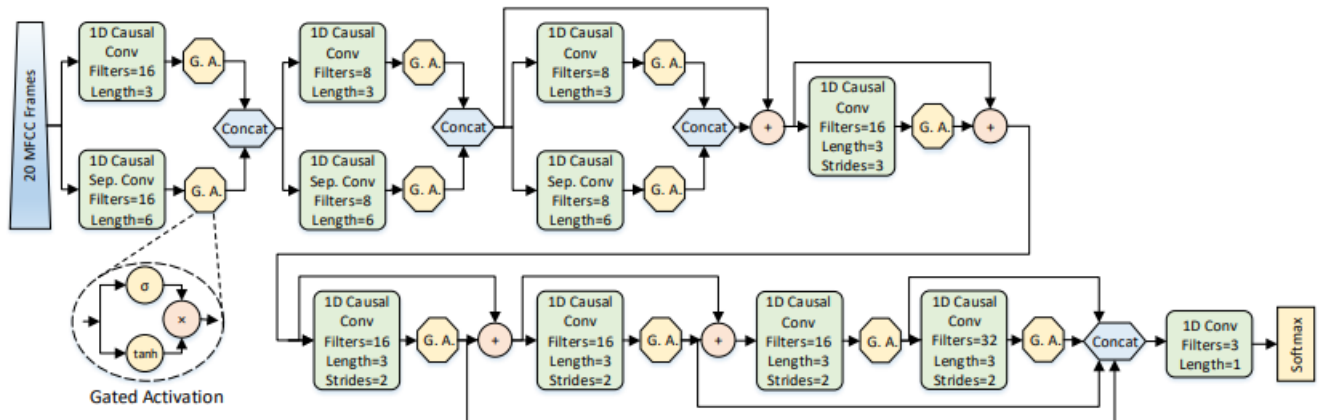 20 MFCC Frames
1D Causal
Conv
Filters=16
Length=3
G. A.
1D Causal
Sep. Conv
Filters=16
Length=6
G. A.
Concat
1D Causal
Conv
Filters=8
Length=3
G. A.
1D Causal
Sep. Conv
Filters=8
Length=6
G. A.
Concat
1D Causal
Conv
Filters=8
Length=3
G. A.
1D Causal
Sep. Conv
Filters=8
Length=6
G. A.
Concat
+
1D Causal
Conv
Filters=16
Length=3
Strides=3
G. A.
+
σ
×
tanh
Gated Activation
1D Causal
Conv
Filters=16
Length=3
Strides=2
G. A.
+
1D Causal
Conv
Filters=16
Length=3
Strides=2
G. A.
+
1D Causal
Conv
Filters=16
Length=3
Strides=2
G. A.
1D Causal
Conv
Filters=32
Length=3
Strides=2
G. A.
Concat
1D Conv
Filters=3
Length=1
Softmax